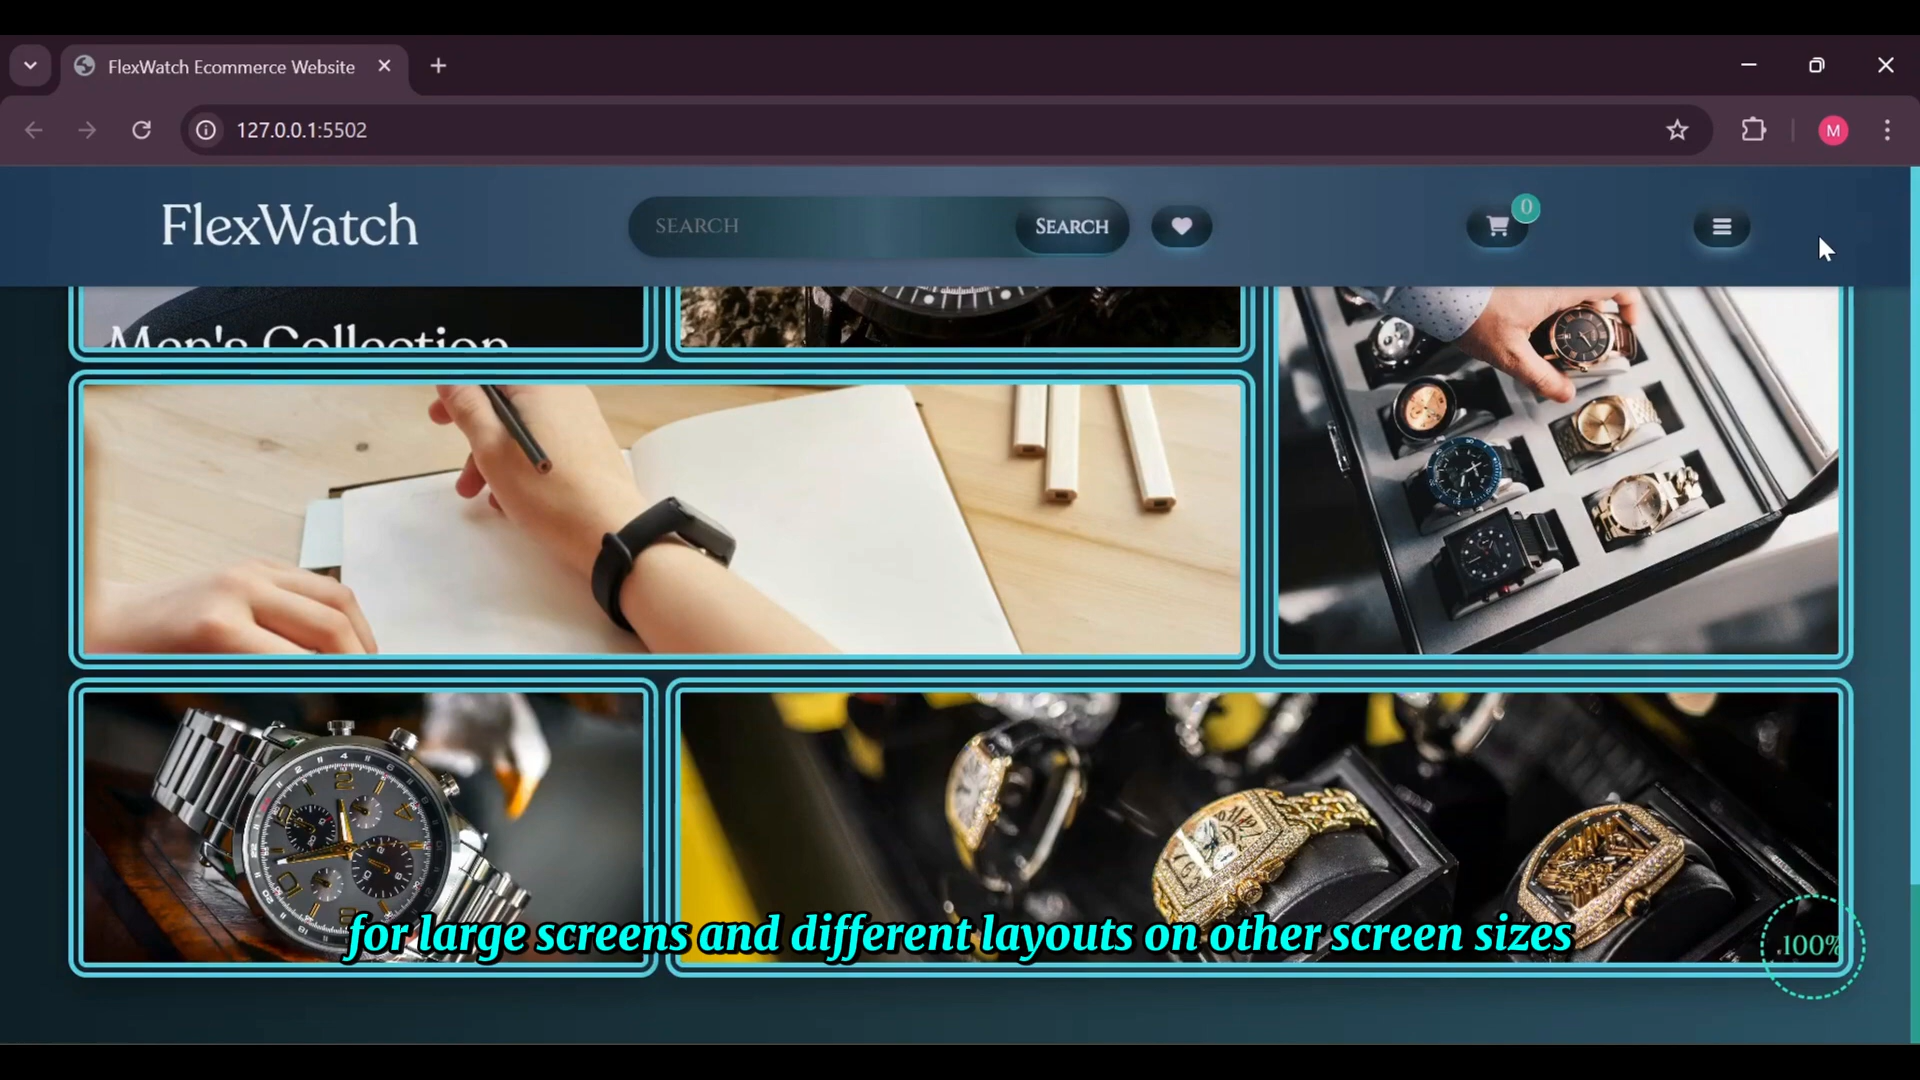 FlexWatch Ecommerce Website
127.0.0.1:5502
M
FlexWatch
SEARCH
SEARCH
0
Men's Collection
for large screens and different layouts on other screen sizes
100%